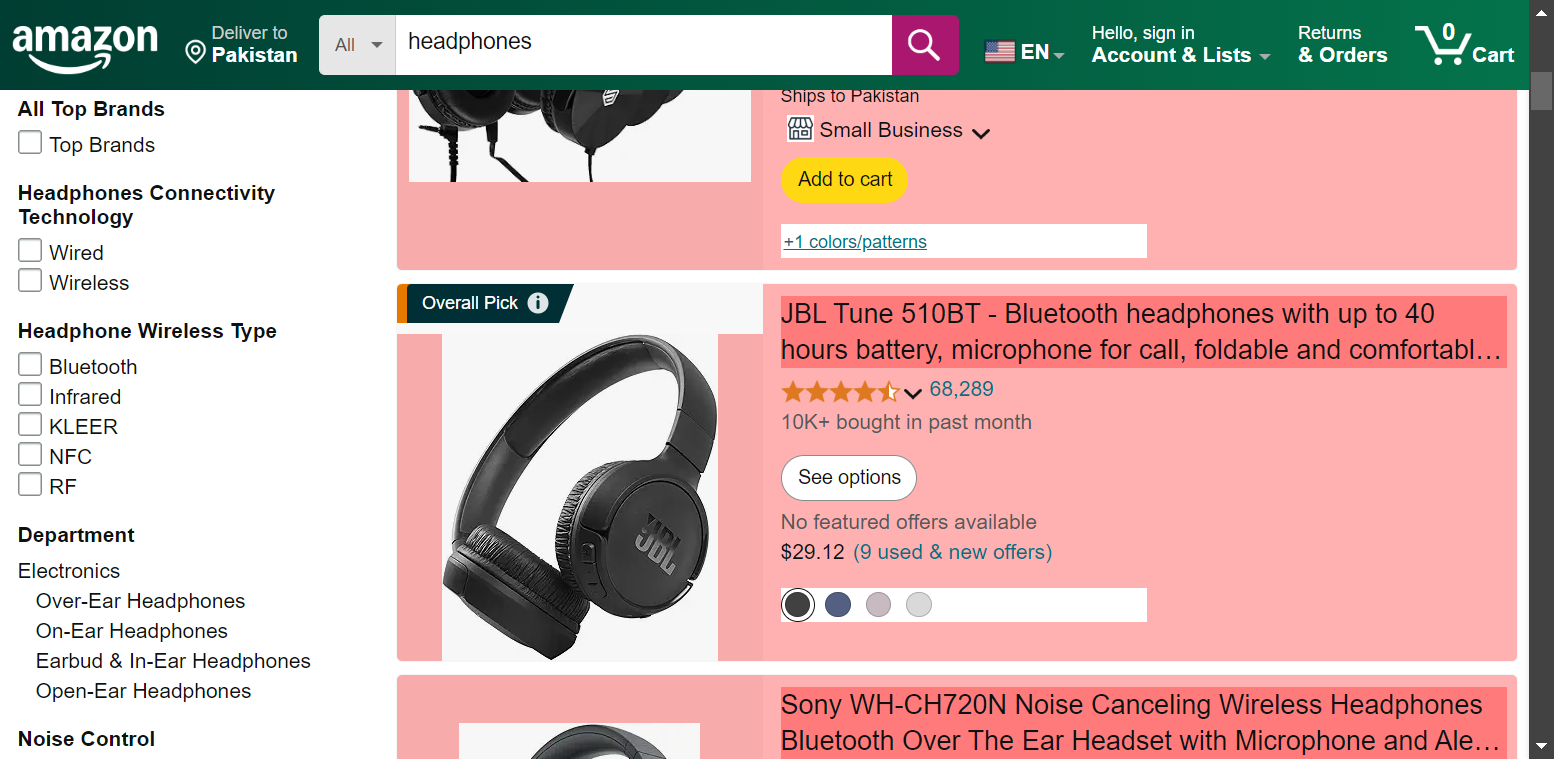 amazon
Deliver to
Pakistan
All
headphones
EN
Hello, sign in
Account & Lists
Returns
& Orders
0
Cart
All Top Brands
Top Brands
Headphones Connectivity
Technology
Wired
Wireless
Headphone Wireless Type
Bluetooth
Infrared
KLEER
NFC
RF
Department
Electronics
Over-Ear Headphones
On-Ear Headphones
Earbud & In-Ear Headphones
Open-Ear Headphones
Noise Control
Ships to Pakistan
Small Business
Add to cart
+1 colors/patterns
Overall Pick
JBL
JBL Tune 510BT - Bluetooth headphones with up to 40
hours battery, microphone for call, foldable and comfortabl…
68,289
10K+ bought in past month
See options
No featured offers available
$29.12 (9 used & new offers)
Sony WH-CH720N Noise Canceling Wireless Headphones
Bluetooth Over The Ear Headset with Microphone and Ale…